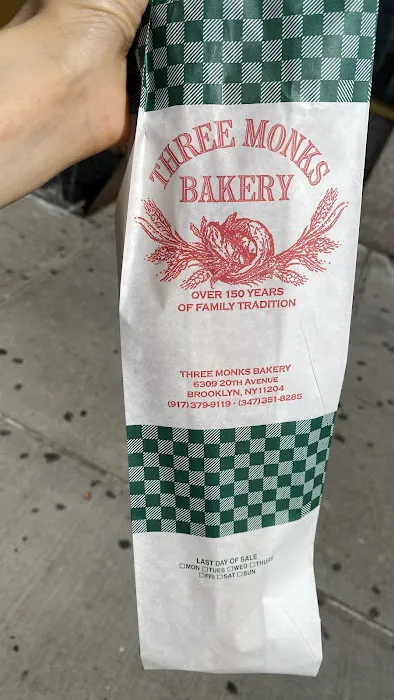 THREE MONKS
BAKERY
OVER 150 YEARS
OF FAMILY TRADITION
THREE MONKS BAKERY
6309 20TH AVENUE
BROOKLYN, NY11204
(917)379-9119 · (347)351-8285
LAST DAY OF SALE
☐MON ☐TUES ☐WED ☐THURS
☐FRI ☐SAT ☐SUN